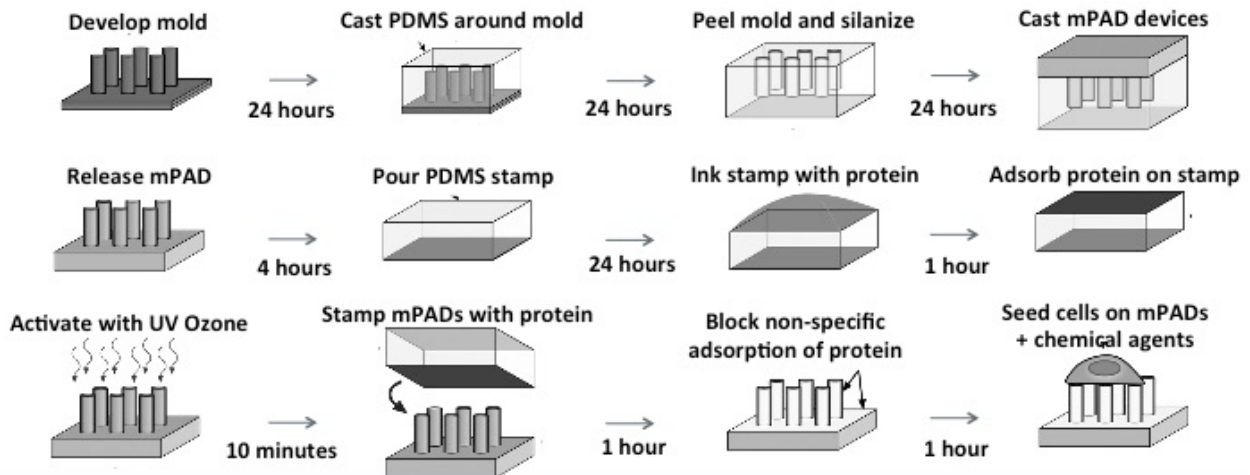 Develop mold
Cast PDMS around mold
Peel mold and silanize
Cast mPAD devices
24 hours
24 hours
24 hours
Release mPAD
Pour PDMS stamp
Ink stamp with protein
Adsorb protein on stamp
4 hours
24 hours
1 hour
Activate with UV Ozone
Stamp mPADs with protein
Block non-specific
adsorption of protein
Seed cells on mPADs
+ chemical agents
10 minutes
1 hour
1 hour